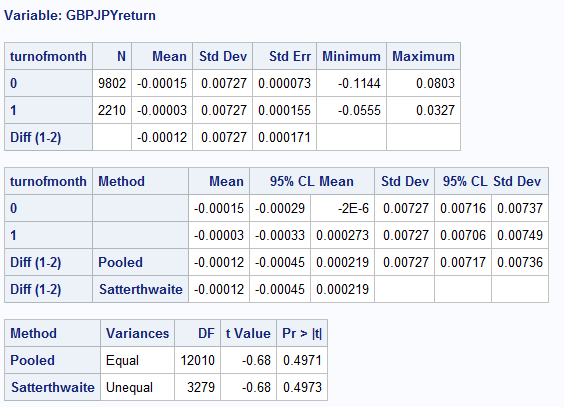 Variable: GBPJPYreturn
turnofmonth N Mean Std Dev Std Err Minimum Maximum
0 9802 -0.00015 0.00727 0.000073 -0.1144 0.0803
1 2210 -0.00003 0.00727 0.000155 -0.0555 0.0327
Diff (1-2) -0.00012 0.00727 0.000171
turnofmonth Method Mean 95% CL Mean Std Dev 95% CL Std Dev
0 -0.00015 -0.00029 -2E-6 0.00727 0.00716 0.00737
1 -0.00003 -0.00033 0.000273 0.00727 0.00706 0.00749
Diff (1-2) Pooled -0.00012 -0.00045 0.000219 0.00727 0.00717 0.00736
Diff (1-2) Satterthwaite -0.00012 -0.00045 0.000219
Method Variances DF t Value Pr > |t|
Pooled Equal 12010 -0.68 0.4971
Satterthwaite Unequal 3279 -0.68 0.4973